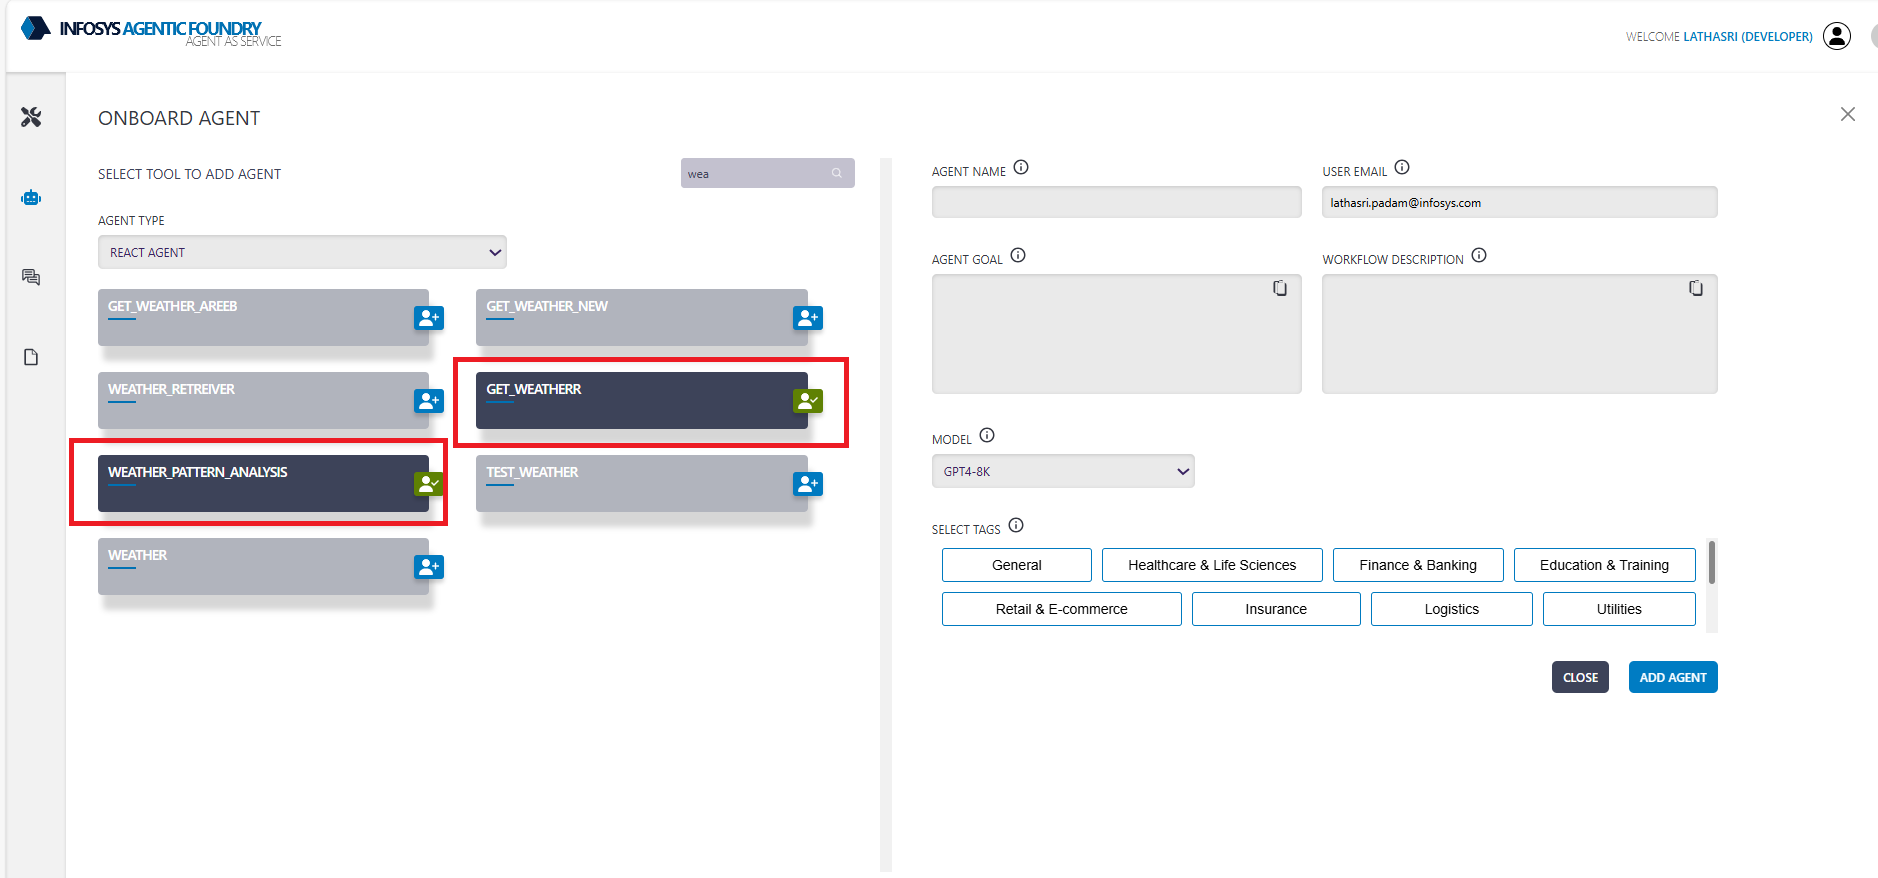 INFOSYS AGENTIC FOUNDRY
AGENT AS SERVICE
WELCOME LATHASRI (DEVELOPER)
ONBOARD AGENT
SELECT TOOL TO ADD AGENT
wea
AGENT TYPE
REACT AGENT
GET_WEATHER_AREEB
GET_WEATHER_NEW
WEATHER_RETREIVER
GET_WEATHERR
WEATHER_PATTERN_ANALYSIS
TEST_WEATHER
WEATHER
AGENT NAME
USER EMAIL
lathasri.padam@infosys.com
AGENT GOAL
WORKFLOW DESCRIPTION
MODEL
GPT4-8K
SELECT TAGS
General
Healthcare & Life Sciences
Finance & Banking
Education & Training
Retail & E-commerce
Insurance
Logistics
Utilities
CLOSE
ADD AGENT